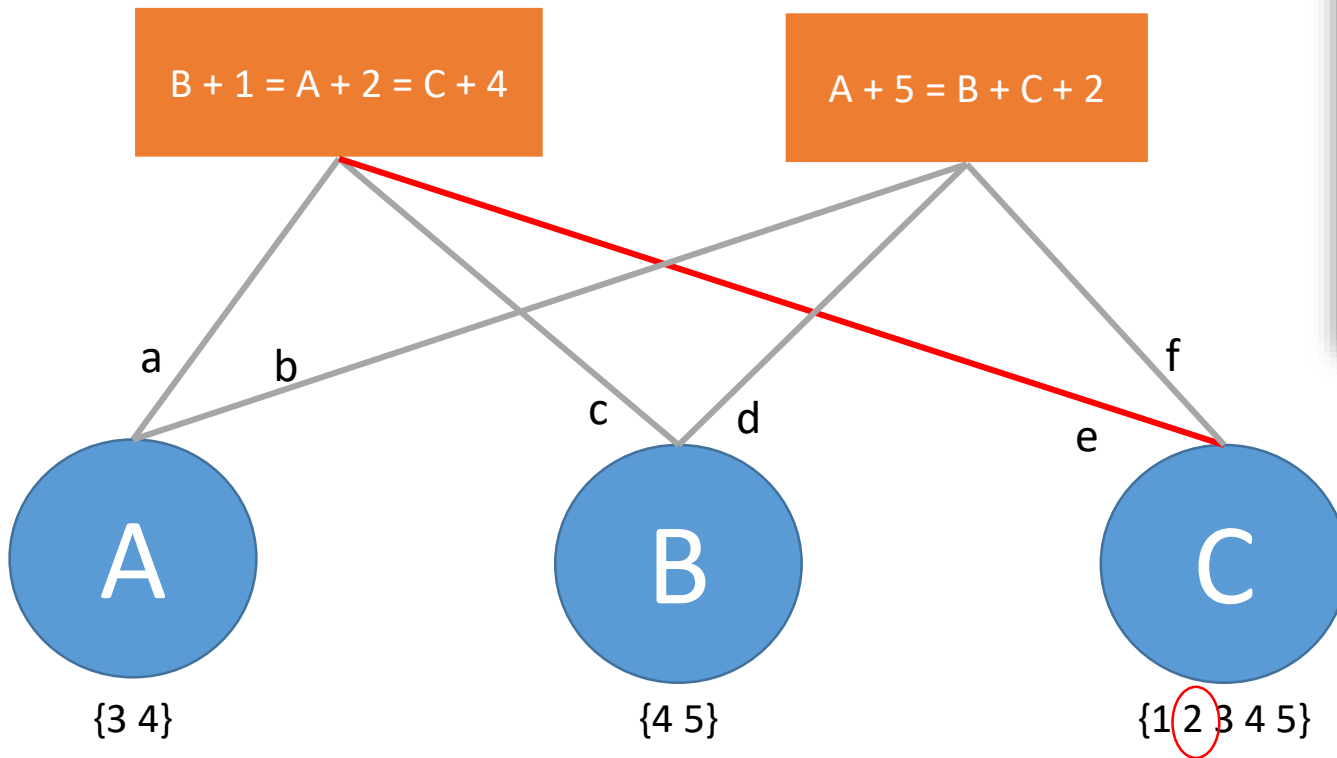 B + 1 = A + 2 = C + 4
A + 5 = B + C + 2
a
b
c
d
e
f
A
B
C
{3 4}
{4 5}
{1 2 3 4 5}